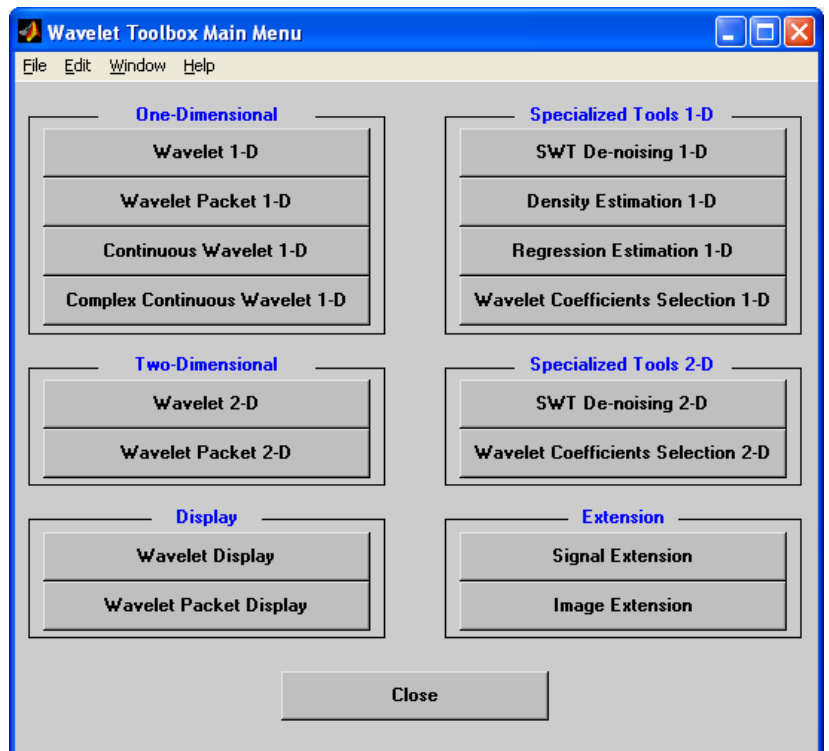 Wavelet Toolbox Main Menu
File Edit Window Help
One-Dimensional
Wavelet 1-D
Wavelet Packet 1-D
Continuous Wavelet 1-D
Complex Continuous Wavelet 1-D
Specialized Tools 1-D
SWT De-noising 1-D
Density Estimation 1-D
Regression Estimation 1-D
Wavelet Coefficients Selection 1-D
Two-Dimensional
Wavelet 2-D
Wavelet Packet 2-D
Specialized Tools 2-D
SWT De-noising 2-D
Wavelet Coefficients Selection 2-D
Display
Wavelet Display
Wavelet Packet Display
Extension
Signal Extension
Image Extension
Close